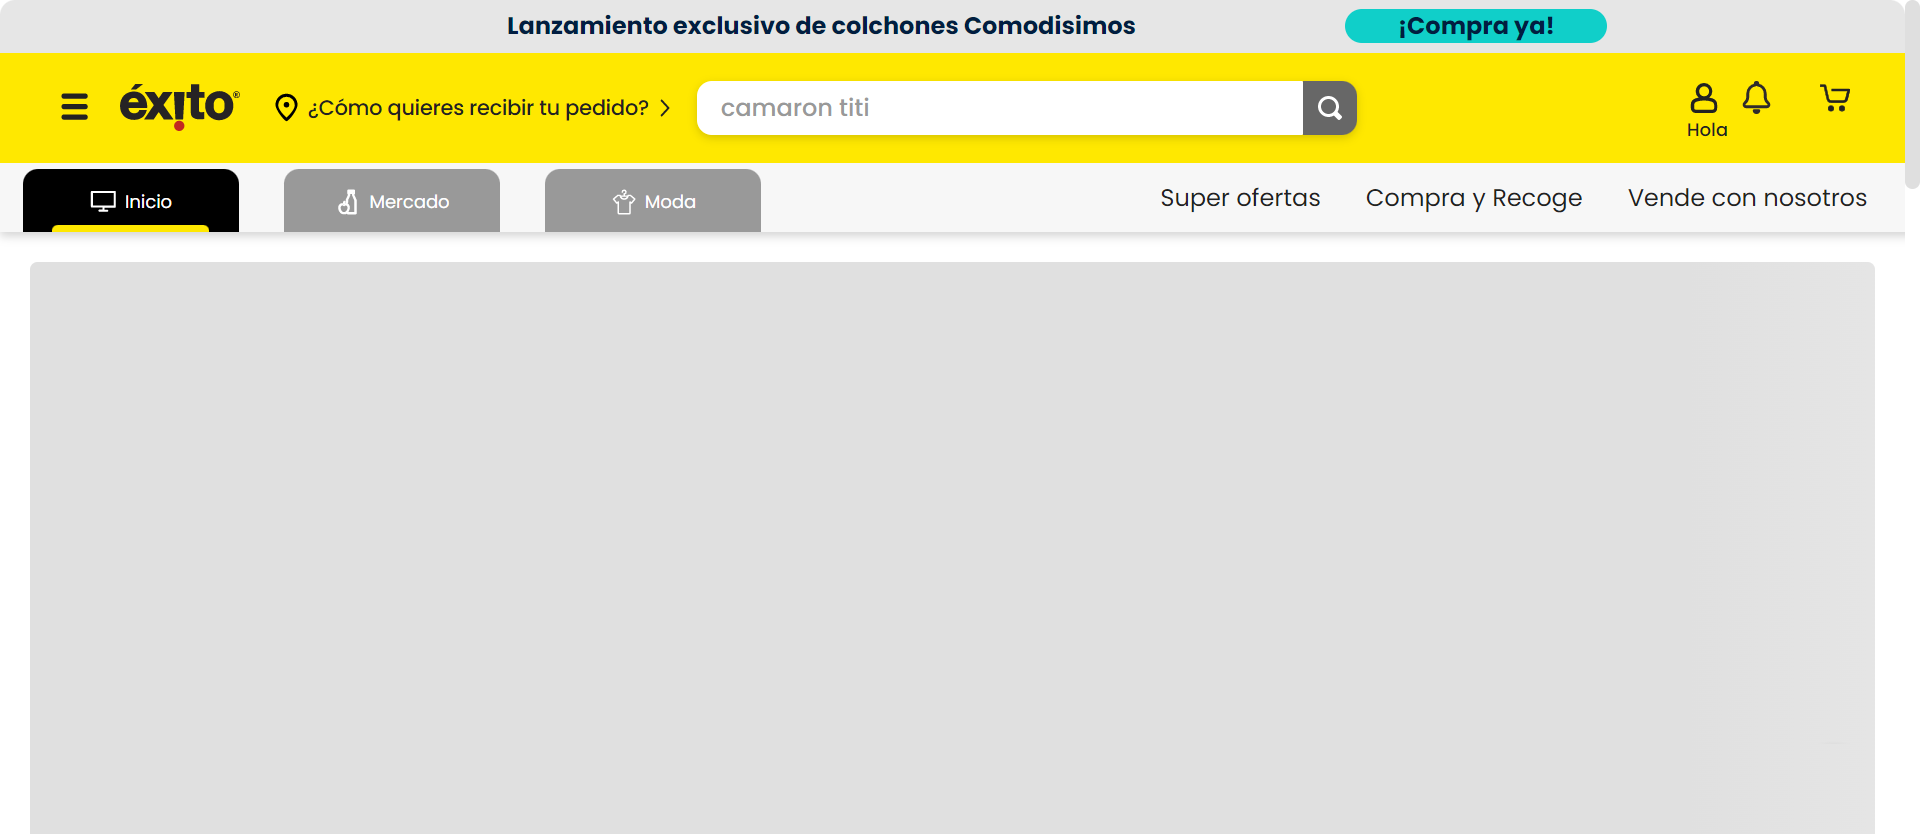 Lanzamiento exclusivo de colchones Comodisimos
¡Compra ya!
éxito®
¿Cómo quieres recibir tu pedido?
camaron titi
Hola
Inicio
Mercado
Moda
Super ofertas
Compra y Recoge
Vende con nosotros